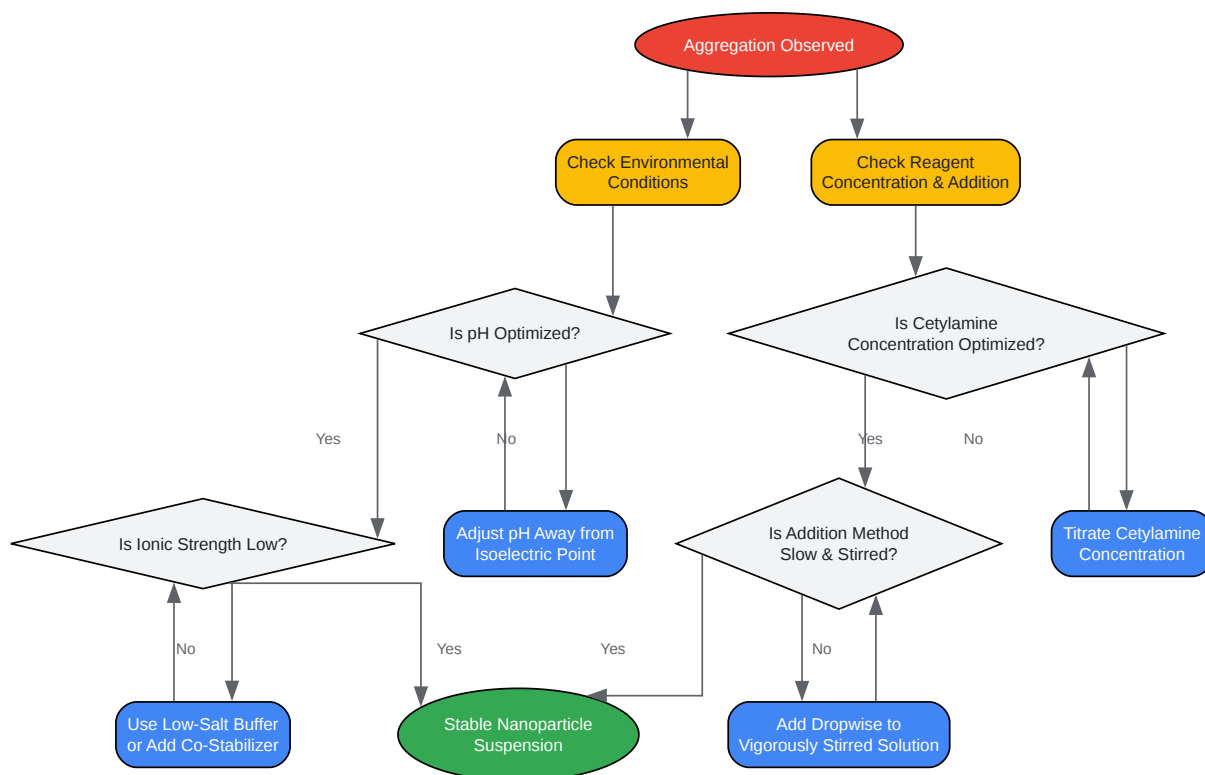 Aggregation Observed
Check Environmental
Conditions
Check Reagent
Concentration & Addition
Is pH Optimized?
Is Cetylamine
Concentration Optimized?
Yes
No
Yes
No
Is Ionic Strength Low?
Adjust pH Away from
Isoelectric Point
Is Addition Method
Slow & Stirred?
Titrate Cetylamine
Concentration
No
Yes
Yes
No
Use Low-Salt Buffer
or Add Co-Stabilizer
Stable Nanoparticle
Suspension
Add Dropwise to
Vigorously Stirred Solution